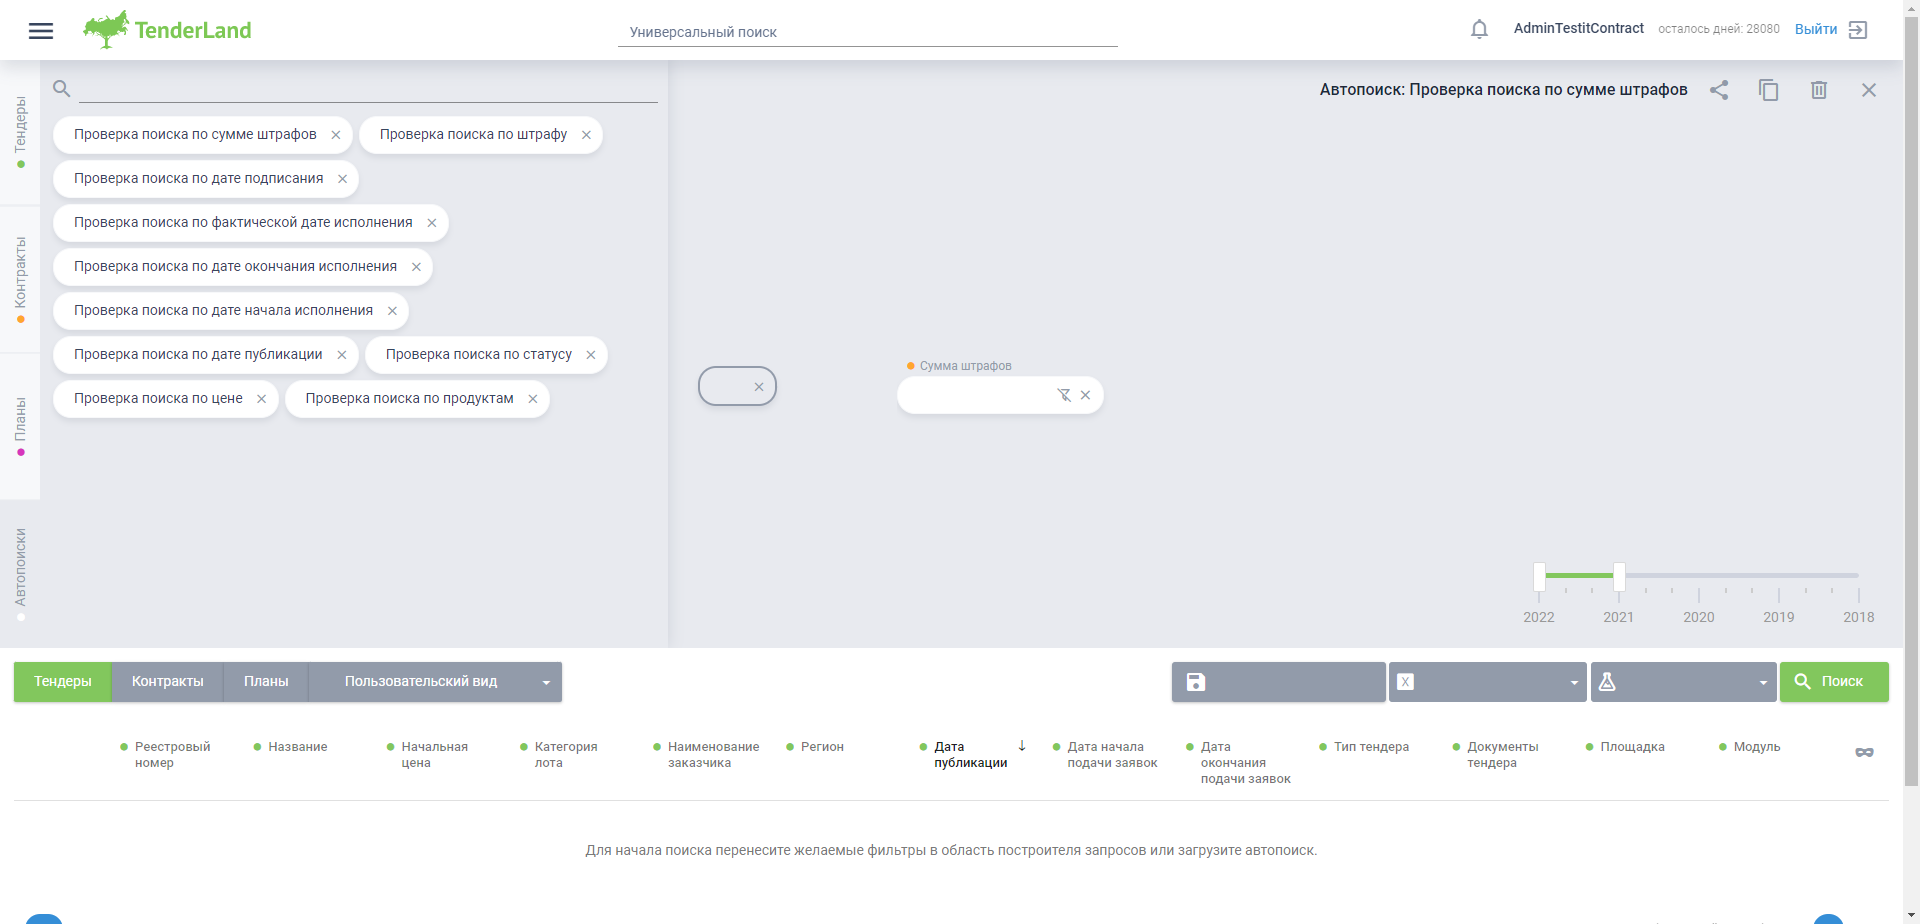 TenderLand
Универсальный поиск
AdminTestitContract
осталось дней: 28080
Выйти
Тендеры
Контракты
Планы
Автопоиски
Автопоиск: Проверка поиска по сумме штрафов
Проверка поиска по сумме штрафов
Проверка поиска по штрафу
Проверка поиска по дате подписания
Проверка поиска по фактической дате исполнения
Проверка поиска по дате окончания исполнения
Проверка поиска по дате начала исполнения
Проверка поиска по дате публикации
Проверка поиска по статусу
Проверка поиска по цене
Проверка поиска по продуктам
Сумма штрафов
2022
2021
2020
2019
2018
Тендеры
Контракты
Планы
Пользовательский вид
X
Поиск
Реестровый
номер
Название
Начальная
цена
Категория
лота
Наименование
заказчика
Регион
Дата
публикации
Дата начала
подачи заявок
Дата
окончания
подачи заявок
Тип тендера
Документы
тендера
Площадка
Модуль
Для начала поиска перенесите желаемые фильтры в область построителя запросов или загрузите автопоиск.